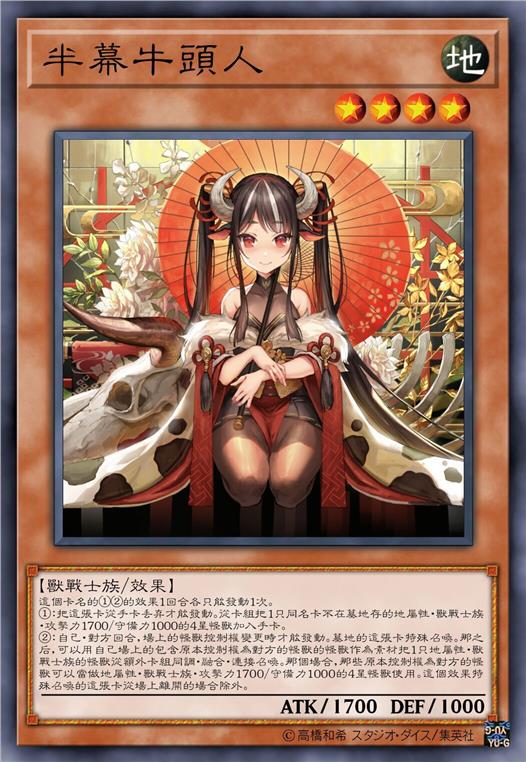 半幕牛頭人
地
【獸戰士族/效果】
這個卡名的①②的效果1回合各只能發動1次。
①:把這張卡從手卡丟弃才能發動。從卡組把1只同名卡不在墓地存的地屬性·獸戰士族
·攻擊力1700/守備力1000的4星怪獸加入手卡。
②:自己·對方回合,場上的怪獸控制權變更時才能發動。墓地的這張卡特殊召喚。那之
后,可以用自己場上的包含原本控制權為對方的怪獸的怪獸作為素材把1只地屬性·獸
戰士族的怪獸從額外卡組同調·融合·連接召喚。那個場合,那些原本控制權為對方的怪獸
可以當做地屬性·獸戰士族·攻擊力1700/守備力1000的4星怪獸使用。這個效果特
殊召喚的這張卡從場上離開的場合除外。
ATK/1700 DEF/1000
©高橋和希 スタジオ・ダイス/集英社